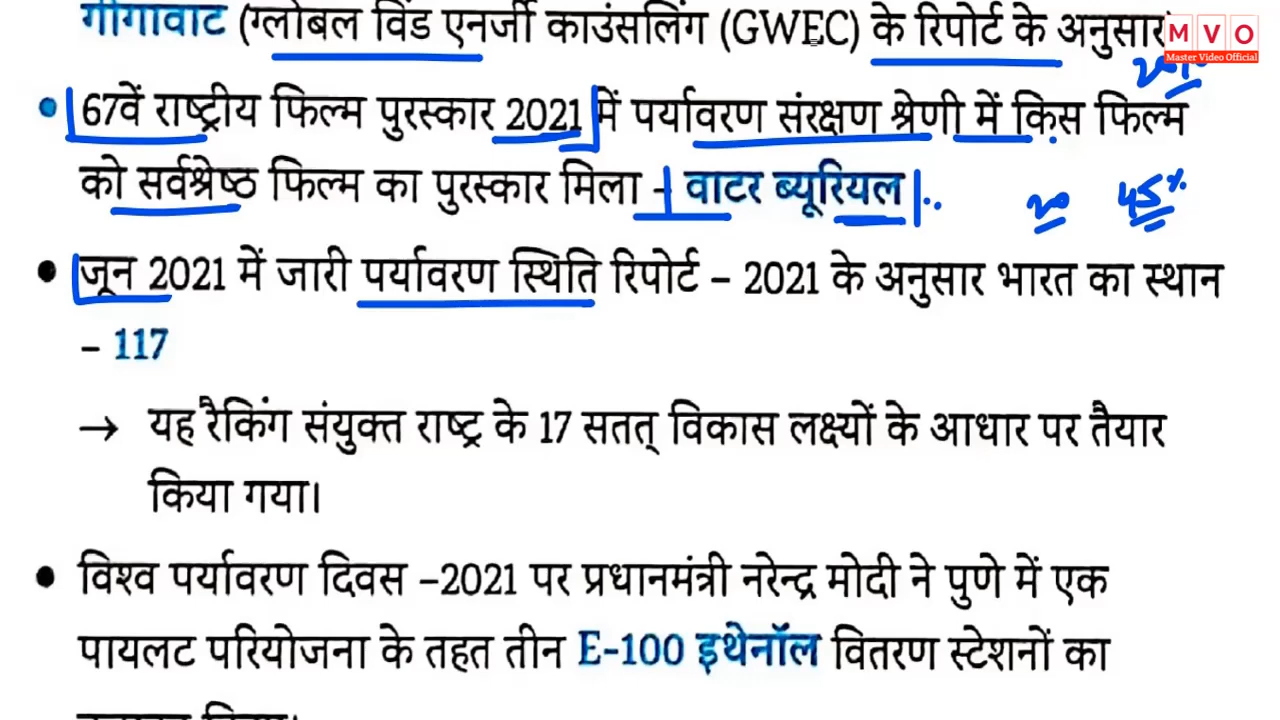 गीगावाट (ग्लोबल विंड एनर्जी काउंसलिंग (GWEC) के रिपोर्ट के अनुसार
M V O
Master Video Official
• 67वें राष्ट्रीय फिल्म पुरस्कार 2021 में पर्यावरण संरक्षण श्रेणी में किस फिल्म
को सर्वश्रेष्ठ फिल्म का पुरस्कार मिला – वाटर ब्यूरियल
20 45%
• जून 2021 में जारी पर्यावरण स्थिति रिपोर्ट – 2021 के अनुसार भारत का स्थान
– 117
→ यह रैकिंग संयुक्त राष्ट्र के 17 सतत् विकास लक्ष्यों के आधार पर तैयार
किया गया।
• विश्व पर्यावरण दिवस –2021 पर प्रधानमंत्री नरेन्द्र मोदी ने पुणे में एक
पायलट परियोजना के तहत तीन E-100 इथेनॉल वितरण स्टेशनों का